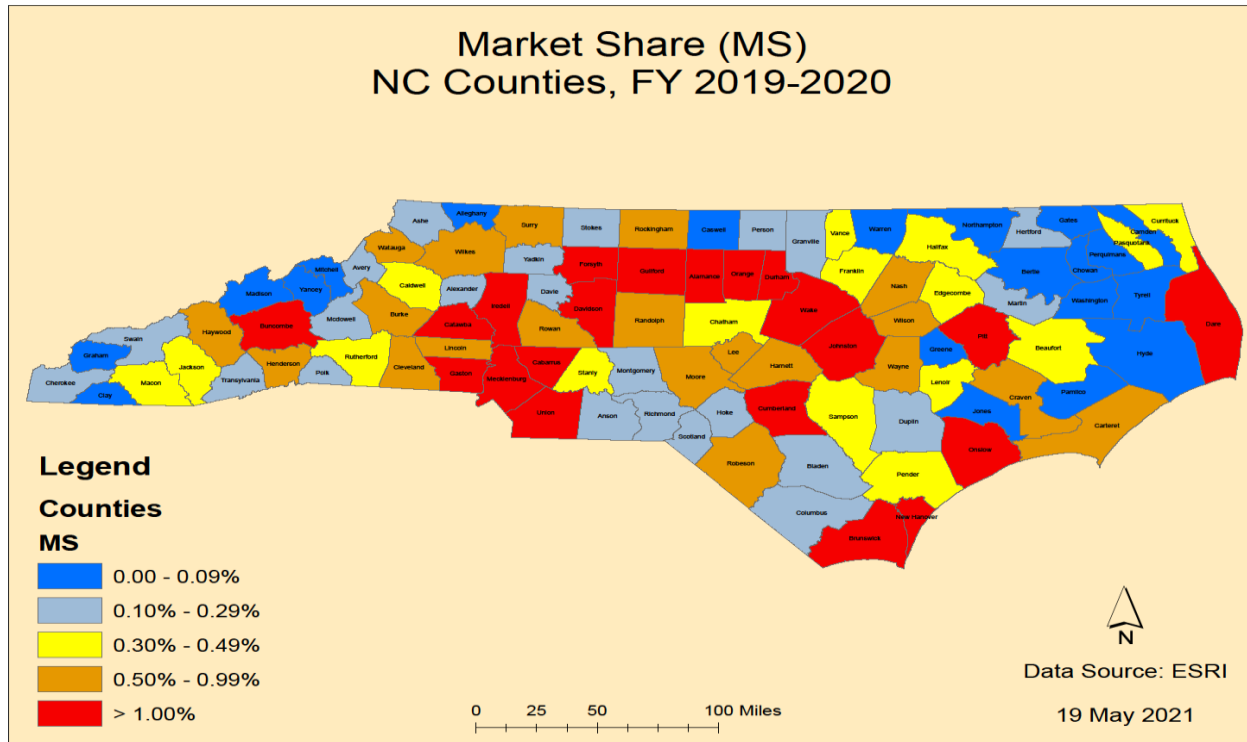 Market Share (MS)
NC Counties, FY 2019-2020
Ashe
Alleghany
Surry
Stokes
Rockingham
Caswell
Person
Granville
Vance
Warren
Northampton
Hertford
Gates
Camden
Currituck
Pasquotank
Perquimans
Chowan
Halifax
Bertie
Watauga
Wilkes
Yadkin
Forsyth
Guilford
Alamance
Orange
Durham
Franklin
Nash
Edgecombe
Martin
Washington
Tyrrell
Dare
Mitchell
Avery
Yancey
Madison
Caldwell
Alexander
Iredell
Davie
Davidson
Randolph
Chatham
Wake
Wilson
Pitt
Beaufort
Hyde
Haywood
Buncombe
Mcdowell
Burke
Catawba
Rowan
Johnston
Greene
Swain
Graham
Jackson
Henderson
Rutherford
Polk
Cleveland
Lincoln
Gaston
Mecklenburg
Cabarrus
Stanly
Montgomery
Moore
Lee
Harnett
Wayne
Lenoir
Craven
Pamlico
Cherokee
Clay
Macon
Transylvania
Union
Anson
Richmond
Scotland
Hoke
Cumberland
Sampson
Duplin
Jones
Onslow
Carteret
Robeson
Bladen
Pender
Columbus
Brunswick
New Hanover
Legend
Counties
MS
0.00 - 0.09%
0.10% - 0.29%
0.30% - 0.49%
0.50% - 0.99%
> 1.00%
0 25 50 100 Miles
N
Data Source: ESRI
19 May 2021